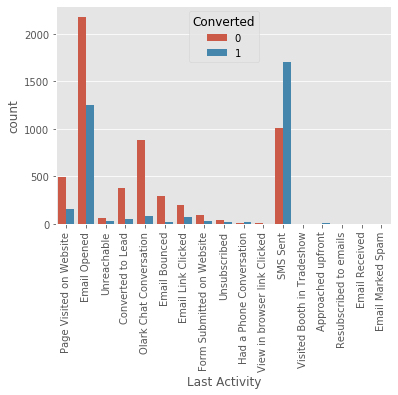 Converted
0
1
2000
1500
1000
500
0
count
Page Visited on Website
Email Opened
Unreachable
Converted to Lead
Olark Chat Conversation
Email Bounced
Email Link Clicked
Form Submitted on Website
Unsubscribed
Had a Phone Conversation
View in browser link Clicked
SMS Sent
Visited Booth in Tradeshow
Approached upfront
Resubscribed to emails
Email Received
Email Marked Spam
Last Activity